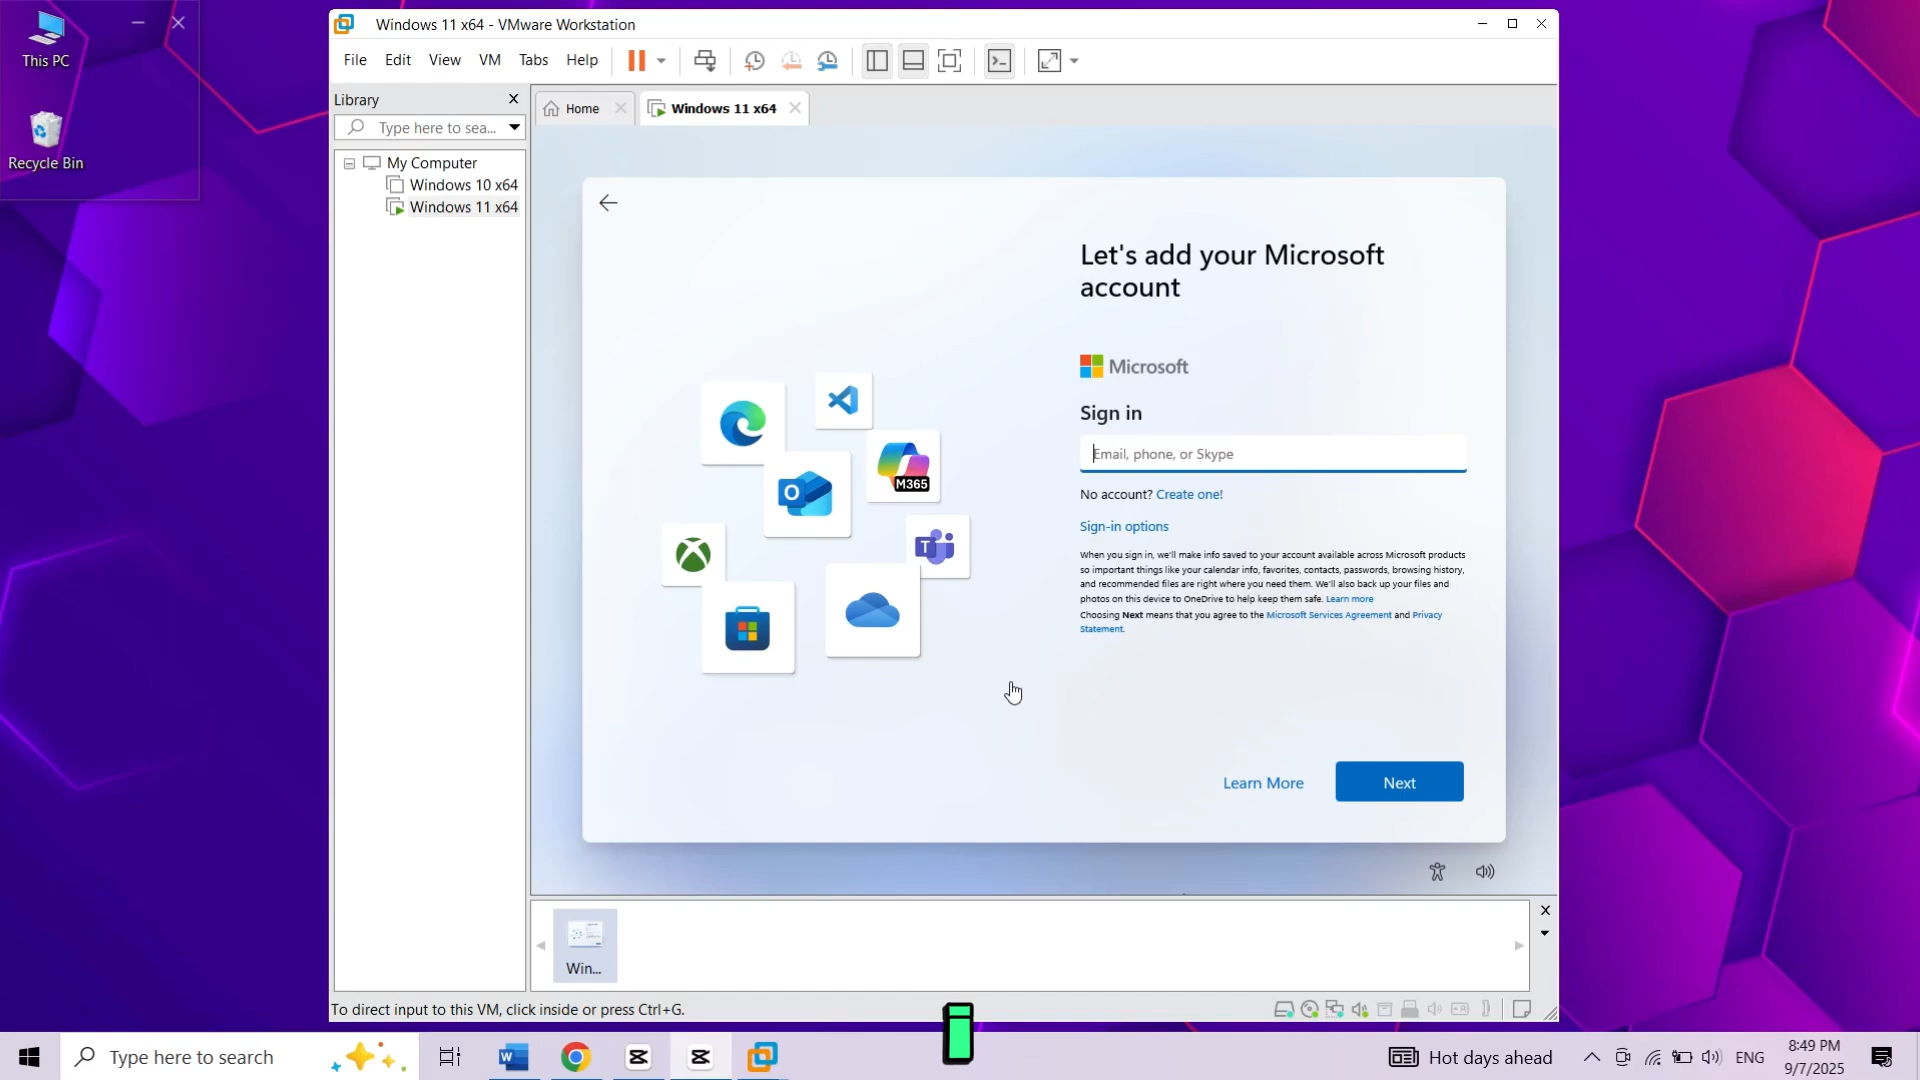 This PC
Recycle Bin
Windows 11 x64 - VMware Workstation
File Edit View VM Tabs Help
Library
Type here to sea...
My Computer
Windows 10 x64
Windows 11 x64
Home
Windows 11 x64
Let's add your Microsoft
account
Microsoft
Sign in
Email, phone, or Skype
No account? Create one!
Sign-in options
When you sign in, we'll make info saved to your account available across Microsoft products
so important things like your calendar info, favorites, contacts, passwords, browsing history,
and recommended files are right where you need them. We'll also back up your files and
photos on this device to OneDrive to help keep them safe. Learn more
Choosing Next means that you agree to the Microsoft Services Agreement and Privacy
Statement.
M365
Learn More
Next
Win...
To direct input to this VM, click inside or press Ctrl+G.
Type here to search
Hot days ahead
ENG
8:49 PM
9/7/2025